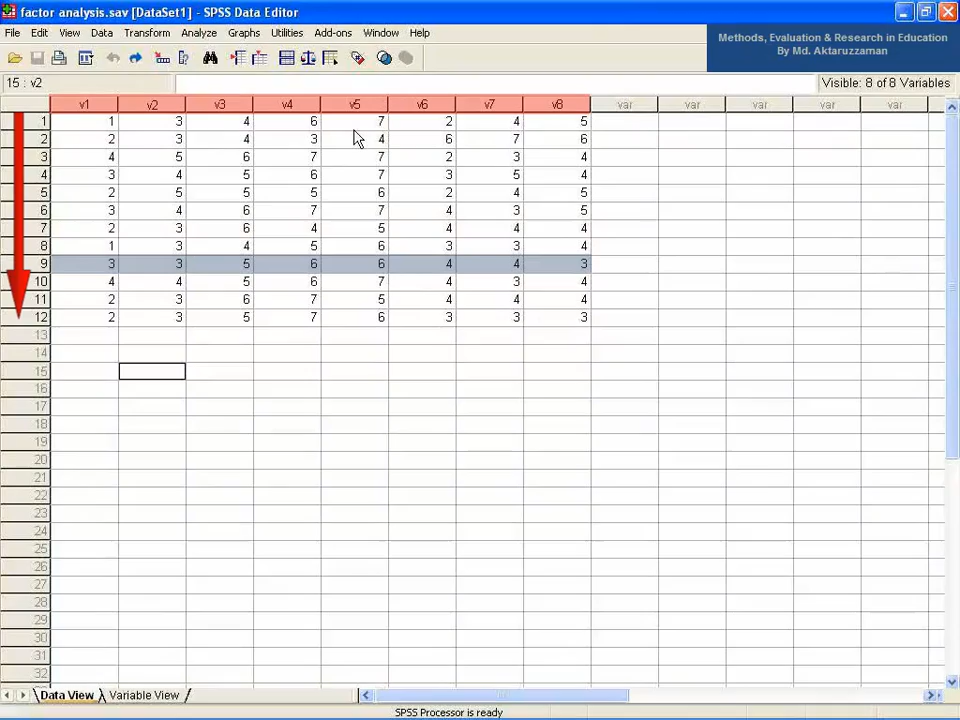 factor analysis.sav [DataSet1] - SPSS Data Editor
File Edit View Data Transform Analyze Graphs Utilities Add-ons Window Help
Methods, Evaluation & Research in Education
By Md. Aktaruzzaman
15 : v2
Visible: 8 of 8 Variables
v1 v2 v3 v4 v5 v6 v7 v8 var var var var var
1 1 3 4 6 7 2 4 5
2 2 3 4 3 4 6 7 6
3 4 5 6 7 7 2 3 4
4 3 4 5 6 7 3 5 4
5 2 5 5 5 6 2 4 5
6 3 4 6 7 7 4 3 5
7 2 3 6 4 5 4 4 4
8 1 3 4 5 6 3 3 4
9 3 3 5 6 6 4 4 3
10 4 4 5 6 7 4 3 4
11 2 3 6 7 5 4 4 4
12 2 3 5 7 6 3 3 3
13
14
15
16
17
18
19
20
21
22
23
24
25
26
27
28
29
30
31
32
Data View Variable View
SPSS Processor is ready